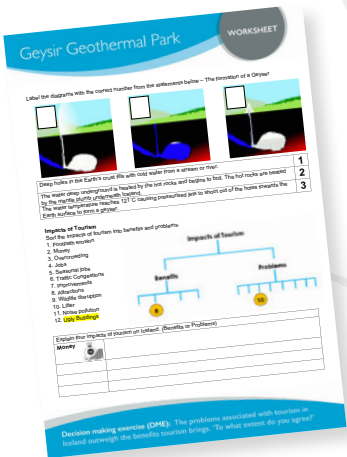 Geysir Geothermal Park
WORKSHEET
Label the diagrams with the correct number from the statements below – The formation of a Geyser
Deep holes in the Earth's crust fills with cold water from a stream or river.
1
The water deep underground is heated by the hot rocks and begins to boil. The hot rocks are heated
by the mantle plumb underneath Iceland.
2
The water temperature reaches 121°C causing pressurised jets to shoot out of the holes towards the
Earth surface to form a geyser.
3
Impacts of Tourism
Sort the impacts of tourism into benefits and problems.
1. Footpath erosion
2. Money
3. Overcrowding
4. Jobs
5. Seasonal jobs
6. Traffic Congestions
7. Improvements
8. Attractions
9. Wildlife disruption
10. Litter
11. Noise pollution
12. Ugly Buildings
Impacts of Tourism
Benefits
Problems
8
10
Explain four impacts of tourism on Iceland. (Benefits or Problems)
Money
Decision making exercise (DME): The problems associated with tourism in
Iceland outweigh the benefits tourism brings. 'To what extent do you agree?'